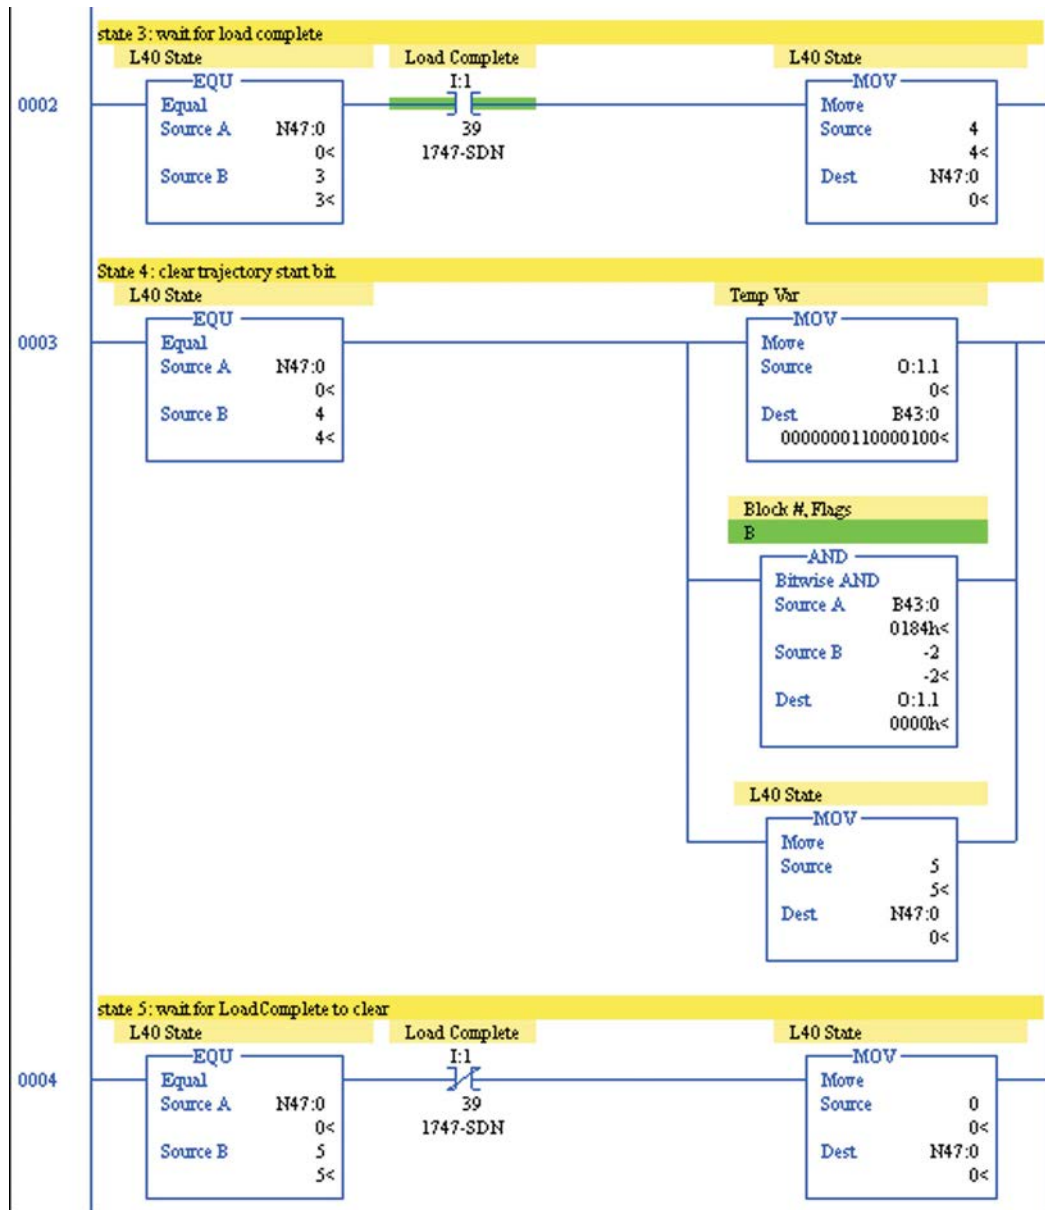 state 3: wait for load complete
L40 State
Load Complete
L40 State
0002
EQU
Equal
Source A N47:0
0<
Source B 3
3<
I:1
39
1747-SDN
MOV
Move
Source 4
4<
Dest N47:0
0<
State 4: clear trajectory start bit
L40 State
Temp Var
0003
EQU
Equal
Source A N47:0
0<
Source B 4
4<
MOV
Move
Source O:1.1
0<
Dest B43:0
0000000110000100<
Block #, Flags
B
AND
Bitwise AND
Source A B43:0
0184h<
Source B -2
-2<
Dest O:1.1
0000h<
L40 State
MOV
Move
Source 5
5<
Dest N47:0
0<
state 5: wait for LoadComplete to clear
L40 State
Load Complete
L40 State
0004
EQU
Equal
Source A N47:0
0<
Source B 5
5<
I:1
39
1747-SDN
MOV
Move
Source 0
0<
Dest N47:0
0<